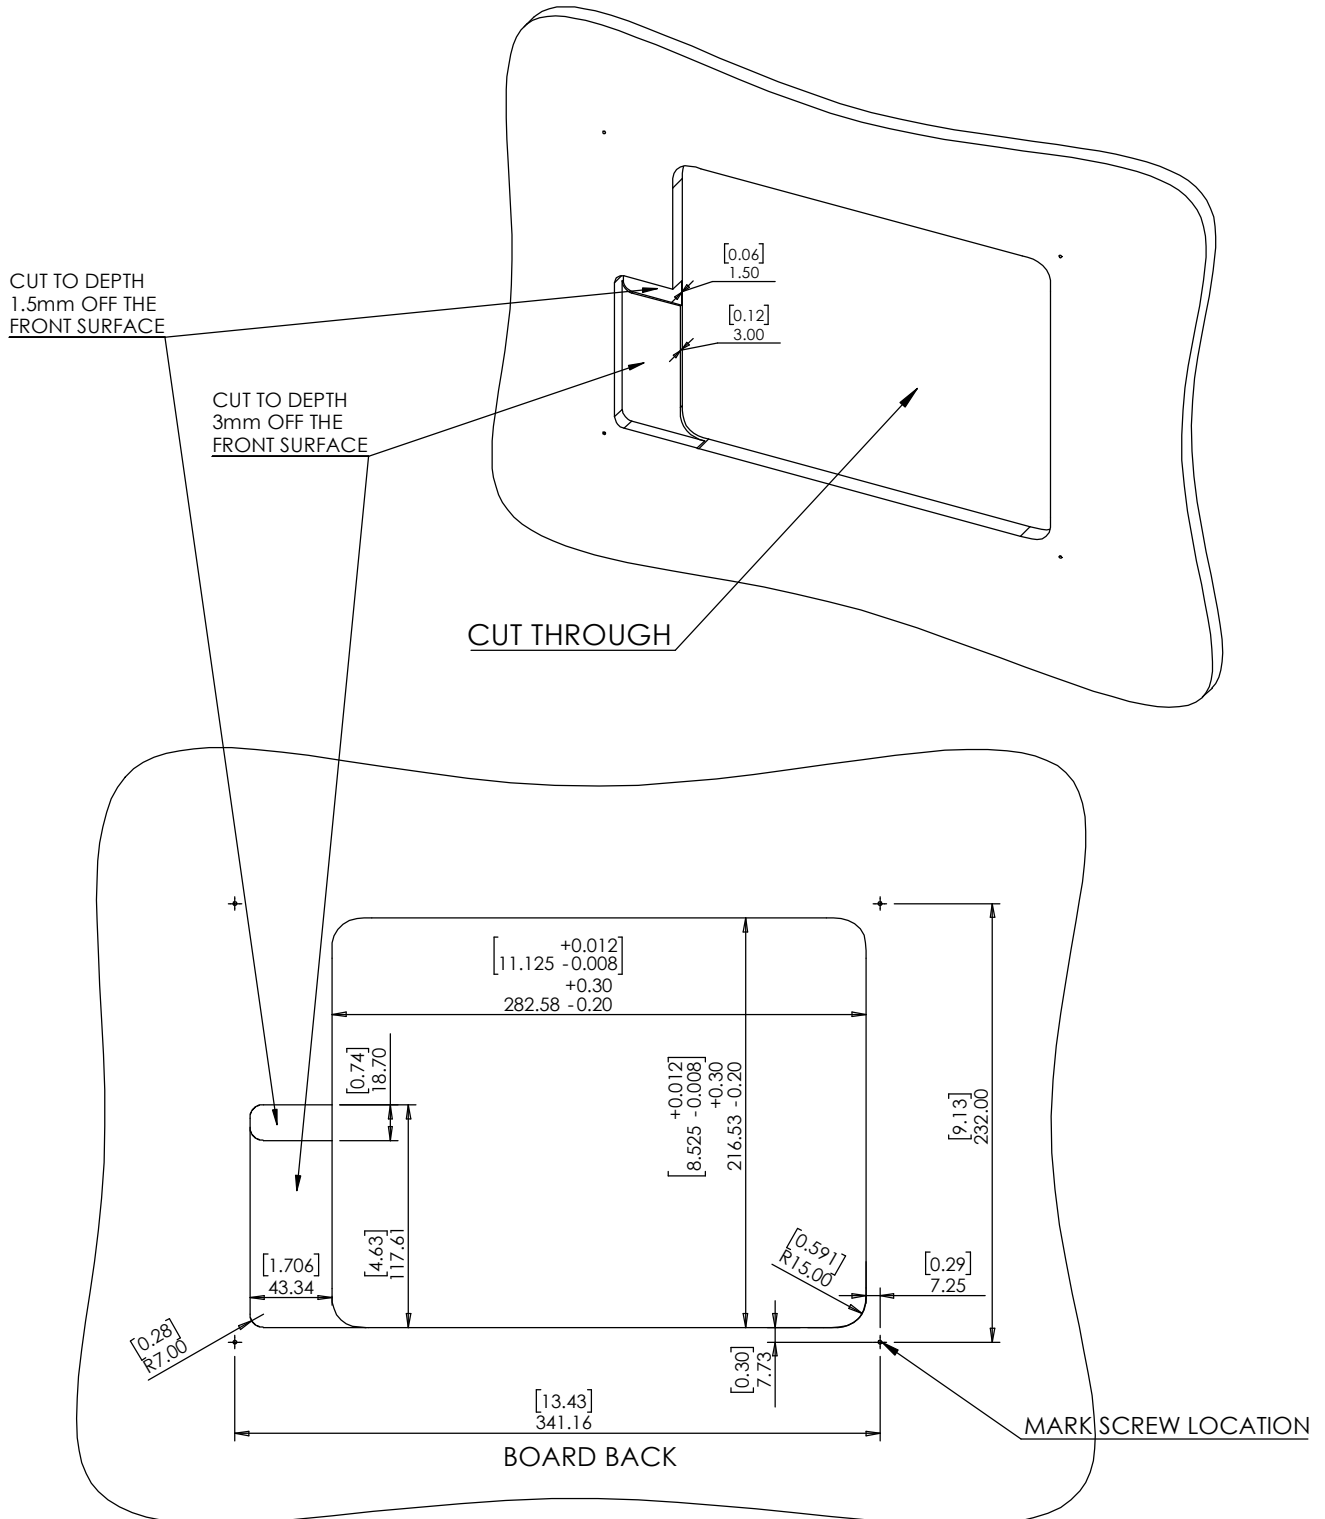 CUT TO DEPTH
1.5mm OFF THE
FRONT SURFACE
[0.06]
1.50
[0.12]
3.00
CUT TO DEPTH
3mm OFF THE
FRONT SURFACE
CUT THROUGH
+0.012
[11.125 -0.008]
+0.30
282.58 -0.20
[0.74]
18.70
+0.012
[8.525 -0.008]
+0.30
216.53 -0.20
[9.13]
232.00
[4.63]
117.61
[1.706]
43.34
[0.591]
R15.00
[0.29]
7.25
[0.28]
R7.00
[0.30]
7.73
[13.43]
341.16
MARK SCREW LOCATION
BOARD BACK